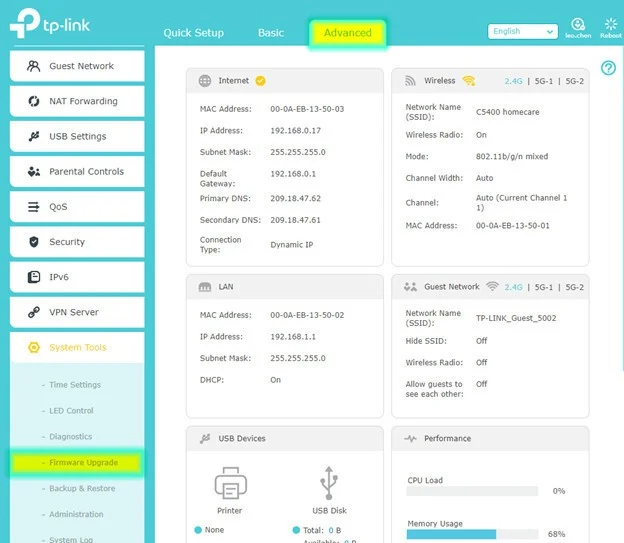 tp-link
Quick Setup
Basic
Advanced
English
leo.chen
Reboot
Guest Network
NAT Forwarding
USB Settings
Parental Controls
QoS
Security
IPv6
VPN Server
System Tools
- Time Settings
- LED Control
- Diagnostics
- Firmware Upgrade
- Backup & Restore
- Administration
- System Log
?
Internet
MAC Address: 00-0A-EB-13-50-03
IP Address: 192.168.0.17
Subnet Mask: 255.255.255.0
Default
Gateway: 192.168.0.1
Primary DNS: 209.18.47.62
Secondary DNS: 209.18.47.61
Connection
Type: Dynamic IP
Wireless 2.4G | 5G-1 | 5G-2
Network Name
(SSID): C5400 homecare
Wireless Radio: On
Mode: 802.11b/g/n mixed
Channel Width: Auto
Channel: Auto (Current Channel 1
1)
MAC Address: 00-0A-EB-13-50-01
LAN
MAC Address: 00-0A-EB-13-50-02
IP Address: 192.168.1.1
Subnet Mask: 255.255.255.0
DHCP: On
Guest Network 2.4G | 5G-1 | 5G-2
Network Name
(SSID): TP-LINK_Guest_5002
Hide SSID: Off
Wireless Radio: Off
Allow guests to
see each other: Off
USB Devices
Printer
USB Disk
None
Total: 0 B
Available: 0 B
Performance
CPU Load
0%
Memory Usage
68%